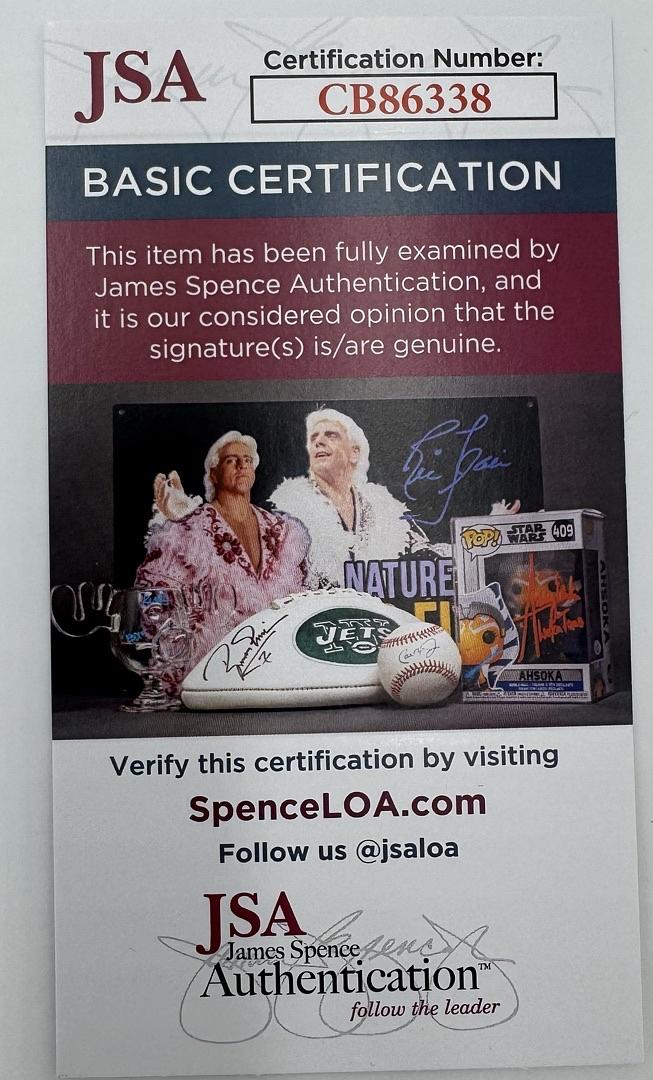 JSA
Certification Number:
CB86338
BASIC CERTIFICATION
This item has been fully examined by
James Spence Authentication, and
it is our considered opinion that the
signature(s) is/are genuine.
NATURE
POP!
STAR
WARS
409
JETS
AHSOKA
AHSOKA
Verify this certification by visiting
SpenceLOA.com
Follow us @jsaloa
JSA
James Spence
Authentication™
follow the leader